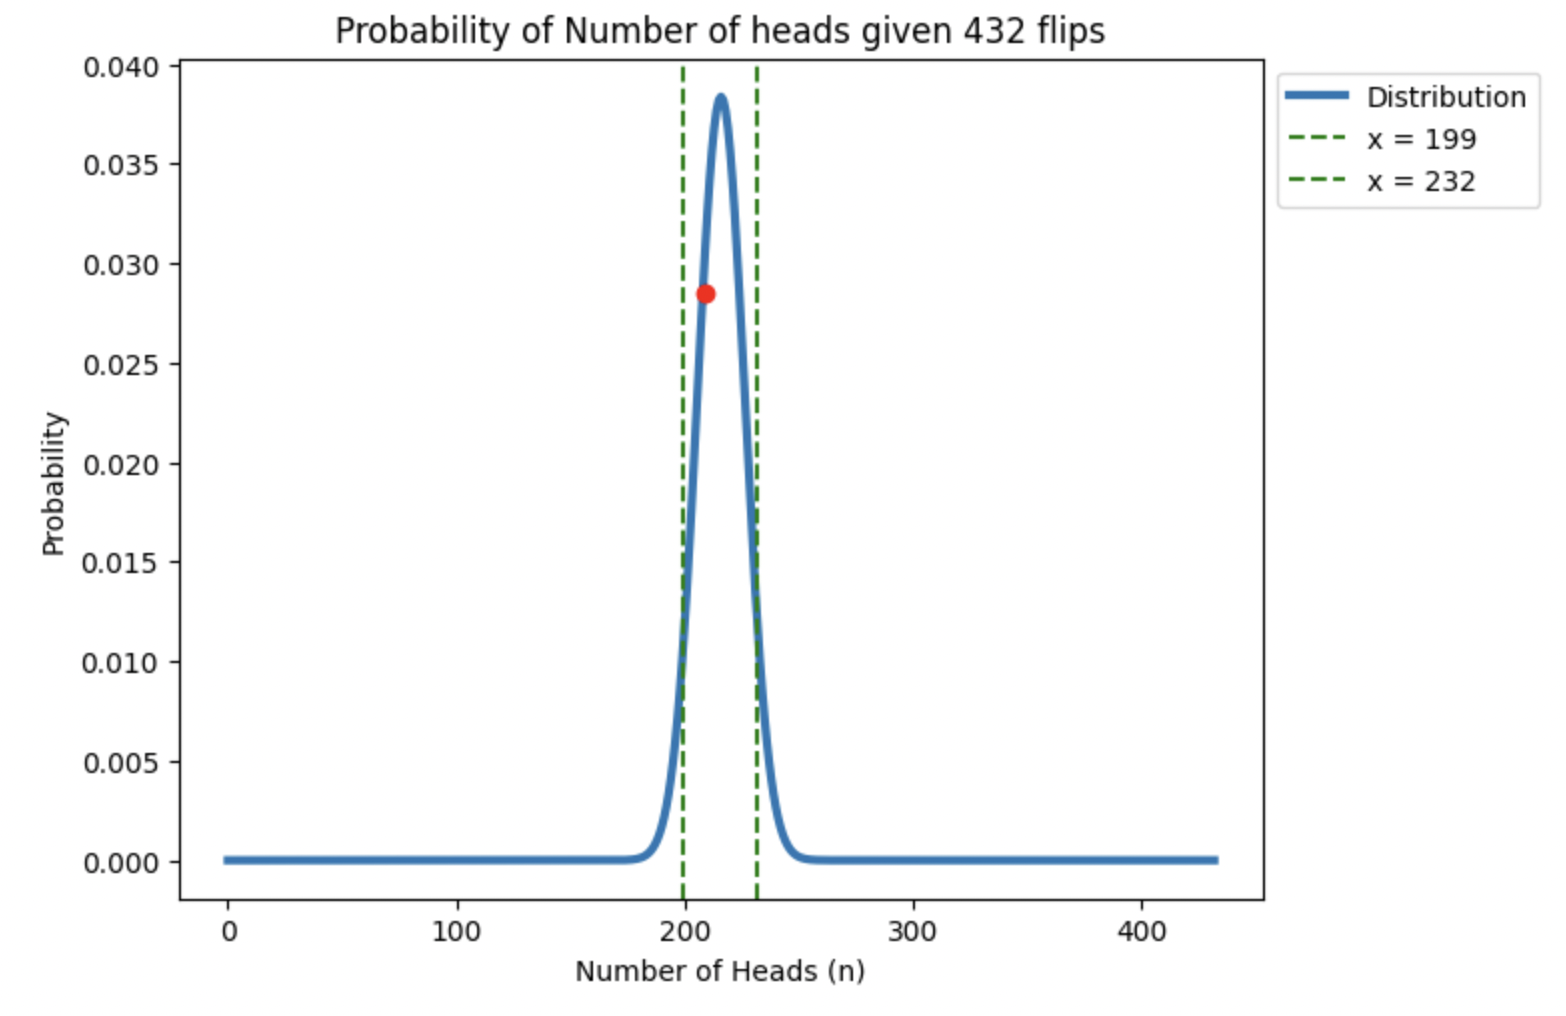 Probability of Number of heads given 432 flips
0.040
0.035
0.030
0.025
0.020
0.015
0.010
0.005
0.000
Probability
0 100 200 300 400
Number of Heads (n)
Distribution
x = 199
x = 232